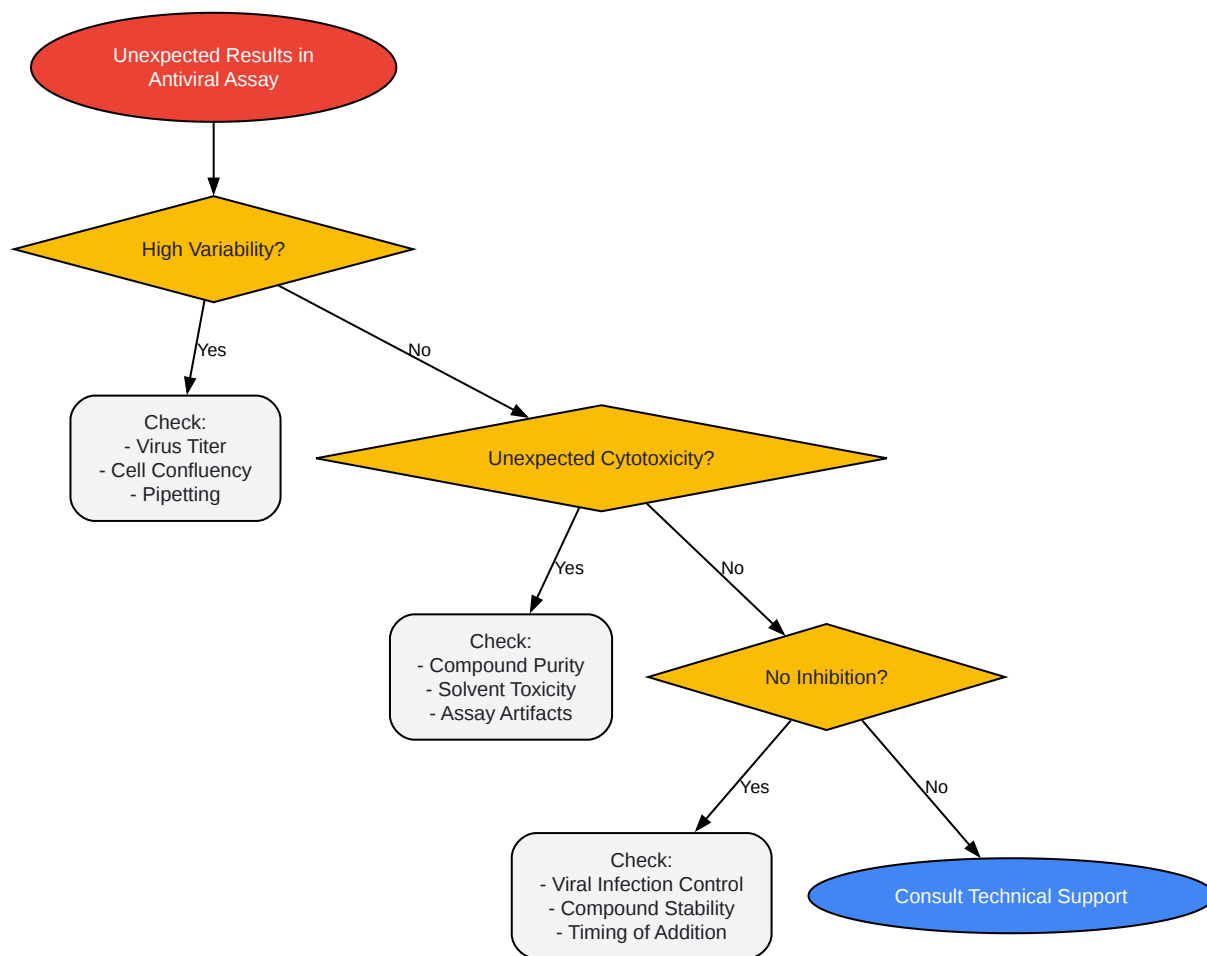 Unexpected Results in
Antiviral Assay
High Variability?
Yes
No
Check:
- Virus Titer
- Cell Confluency
- Pipetting
Unexpected Cytotoxicity?
Yes
No
Check:
- Compound Purity
- Solvent Toxicity
- Assay Artifacts
No Inhibition?
Yes
No
Check:
- Viral Infection Control
- Compound Stability
- Timing of Addition
Consult Technical Support